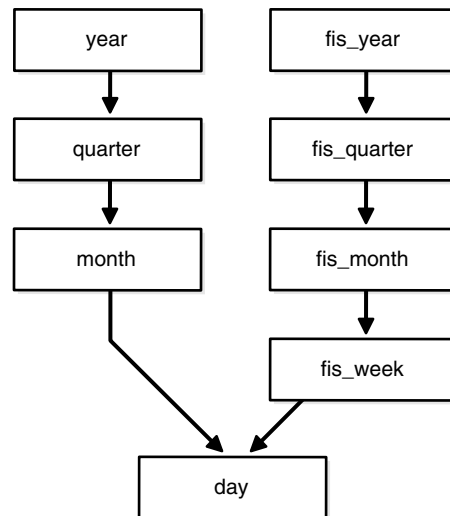 year
fis_year
quarter
fis_quarter
month
fis_month
fis_week
day